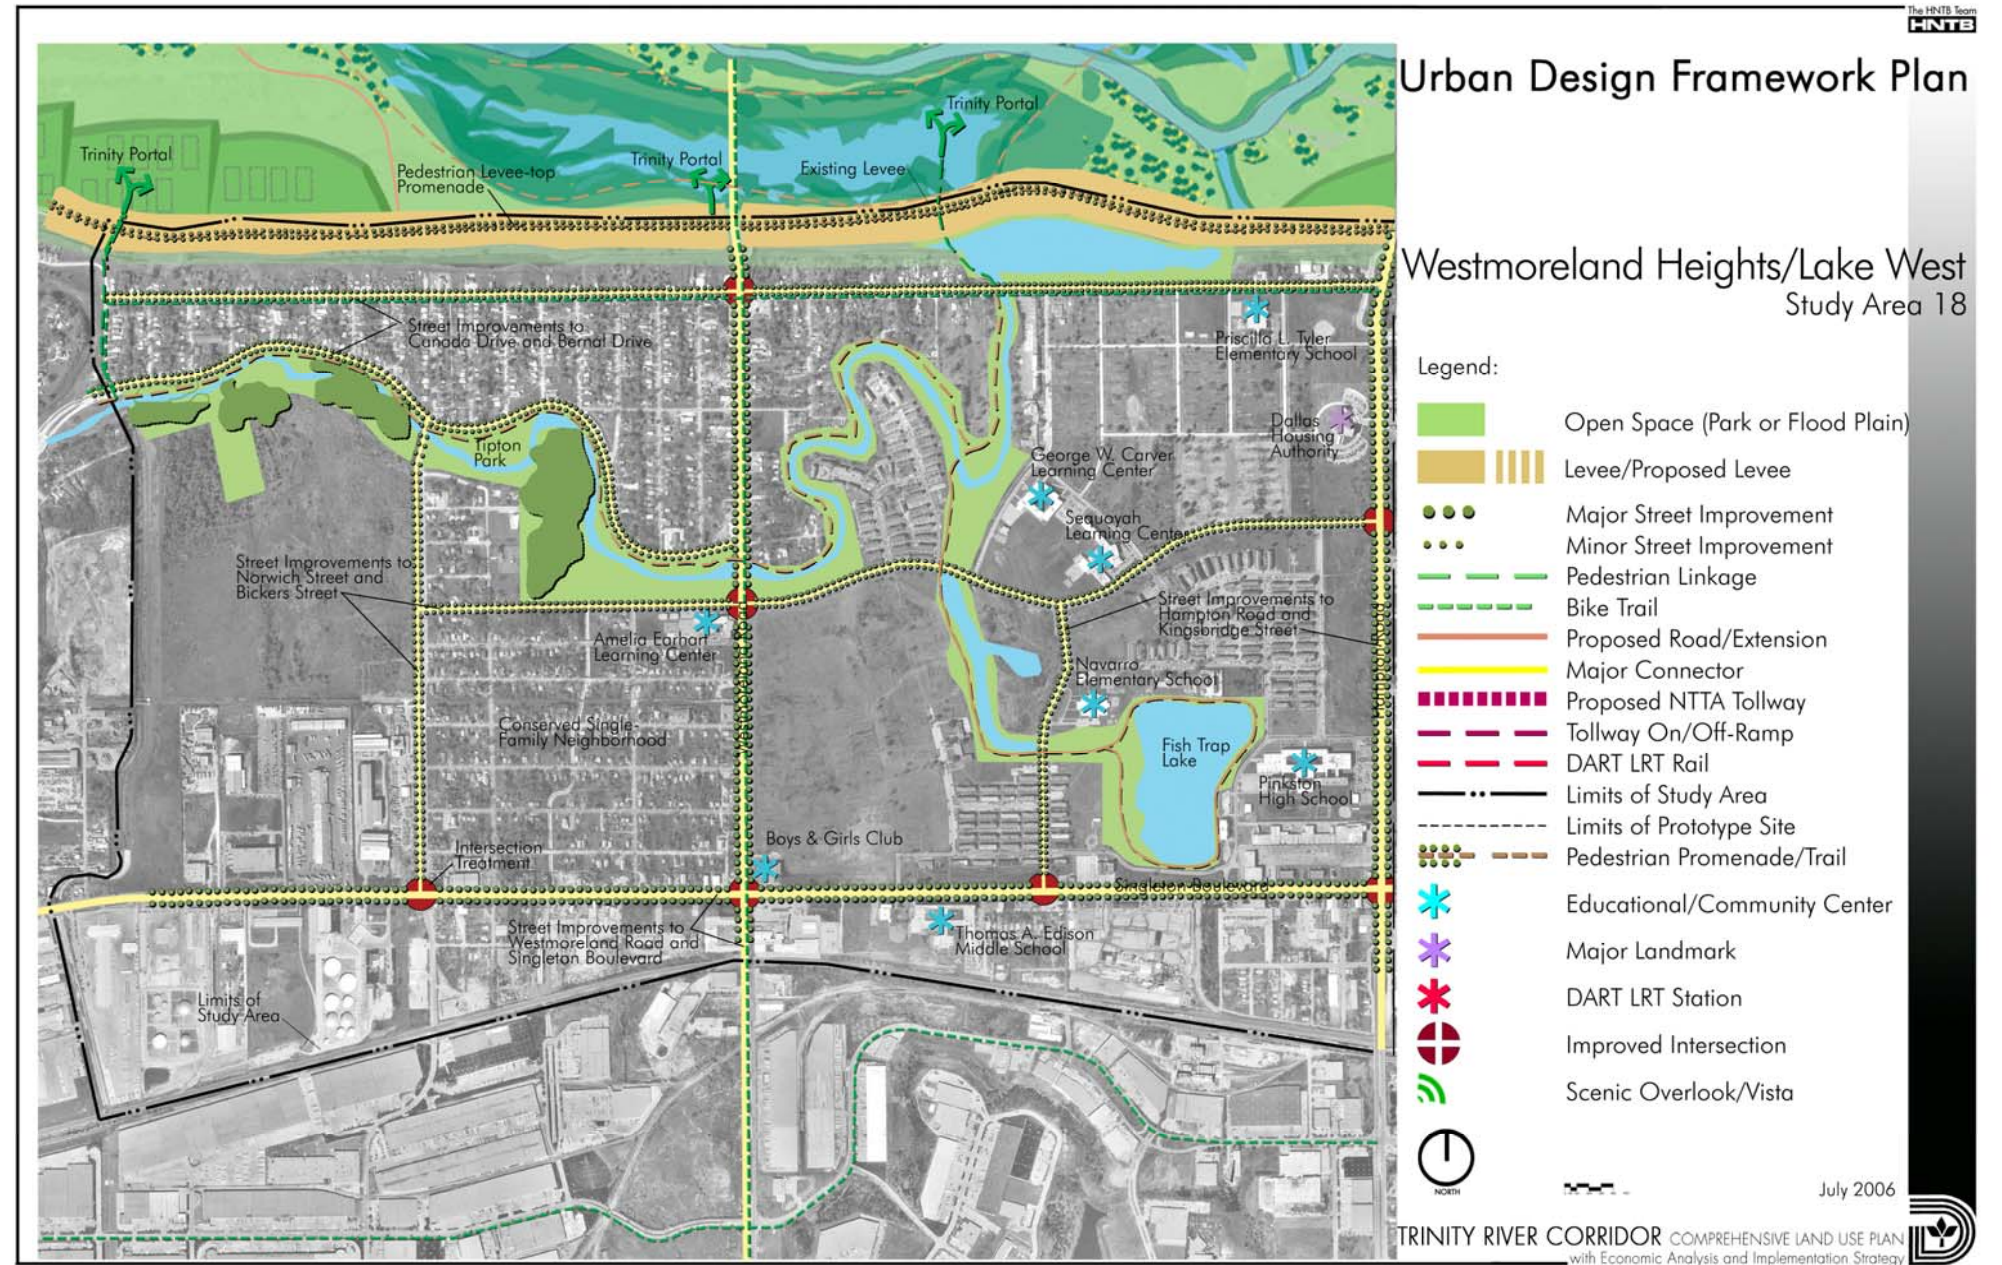 The HNTB Team
HNTB
Urban Design Framework Plan
Westmoreland Heights/Lake West
Study Area 18
Trinity Portal
Pedestrian Levee-top
Promenade
Trinity Portal
Existing Levee
Trinity Portal
Street Improvements to
Canada Drive and Bernal Drive
Priscilla L. Tyler
Elementary School
Dallas
Housing
Authority
Tipton
Park
George W. Carver
Learning Center
Sequoyah
Learning Center
Street Improvements to
Norwich Street and
Bickers Street
Street Improvements to
Hampton Road and
Kingsbridge Street
Amelia Earhart
Learning Center
Navarro
Elementary School
Conserved Single-
Family Neighborhood
Fish Trap
Lake
Pinkston
High School
Boys & Girls Club
Intersection
Treatment
Singleton Boulevard
Street Improvements to
Westmoreland Road and
Singleton Boulevard
Thomas A. Edison
Middle School
Limits of
Study Area
Legend:
Open Space (Park or Flood Plain)
Levee/Proposed Levee
Major Street Improvement
Minor Street Improvement
Pedestrian Linkage
Bike Trail
Proposed Road/Extension
Major Connector
Proposed NTTA Tollway
Tollway On/Off-Ramp
DART LRT Rail
Limits of Study Area
Limits of Prototype Site
Pedestrian Promenade/Trail
Educational/Community Center
Major Landmark
DART LRT Station
Improved Intersection
Scenic Overlook/Vista
NORTH
July 2006
TRINITY RIVER CORRIDOR COMPREHENSIVE LAND USE PLAN
with Economic Analysis and Implementation Strategy